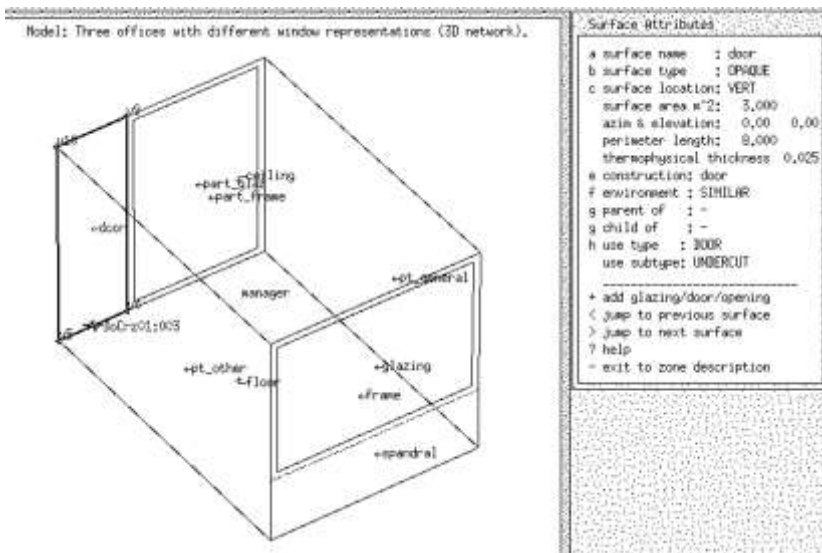 Model: Three offices with different window representations (3D network).
ceiling
part_glaz
part_frame
door
manager
pt_general
pt_other
floor
glazing
frame
spandral
Surface Attributes
a surface name : door
b surface type : OPAQUE
c surface location: VERT
surface area m^2: 3.000
azim & elevation: 0.00 0.00
perimeter length: 8.000
thermophysical thickness 0.025
e construction: door
f environment : SIMILAR
g parent of : -
g child of : -
h use type : DOOR
use subtype: UNDERCUT
+ add glazing/door/opening
< jump to previous surface
> jump to next surface
? help
- exit to zone description